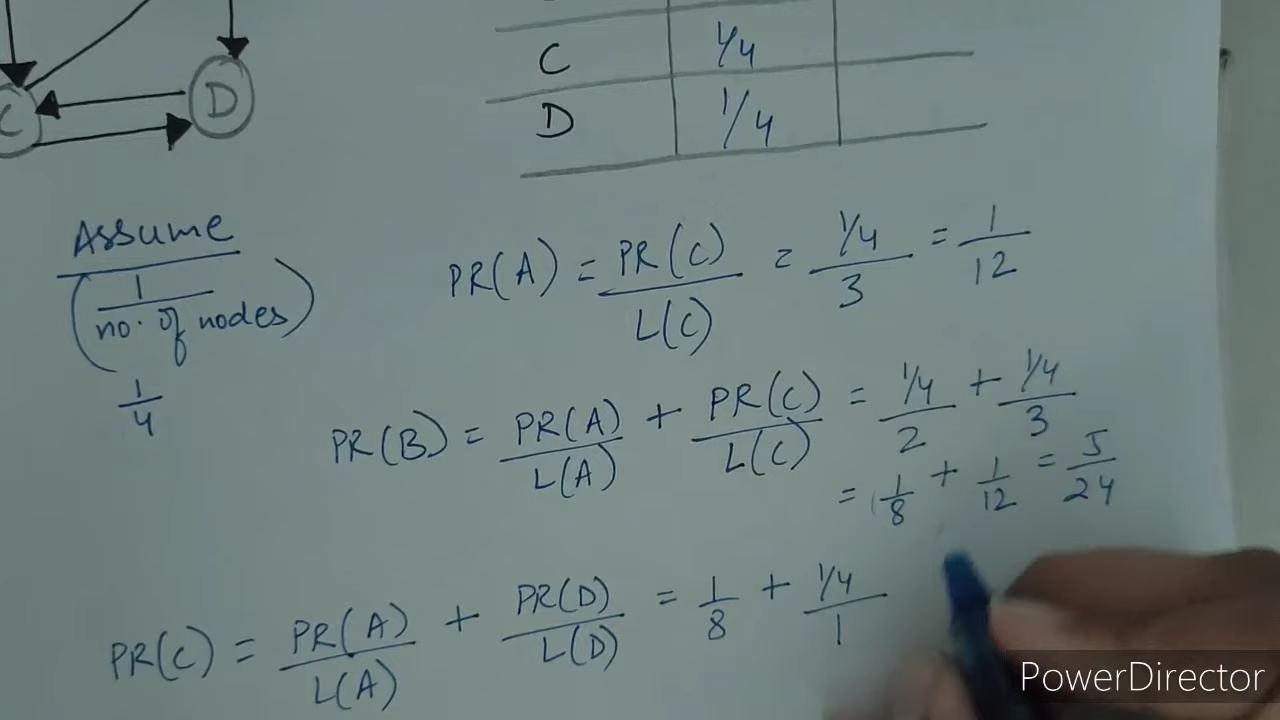 C 1/4
D 1/4
C D
Assume
(1/no. of nodes)
1/4
PR(A) = PR(C)/L(C) = 1/4/3 = 1/12
PR(B) = PR(A)/L(A) + PR(C)/L(C) = 1/4/2 + 1/4/3
= 1/8 + 1/12 = 5/24
PR(C) = PR(A)/L(A) + PR(D)/L(D) = 1/8 + 1/4/1
PowerDirector